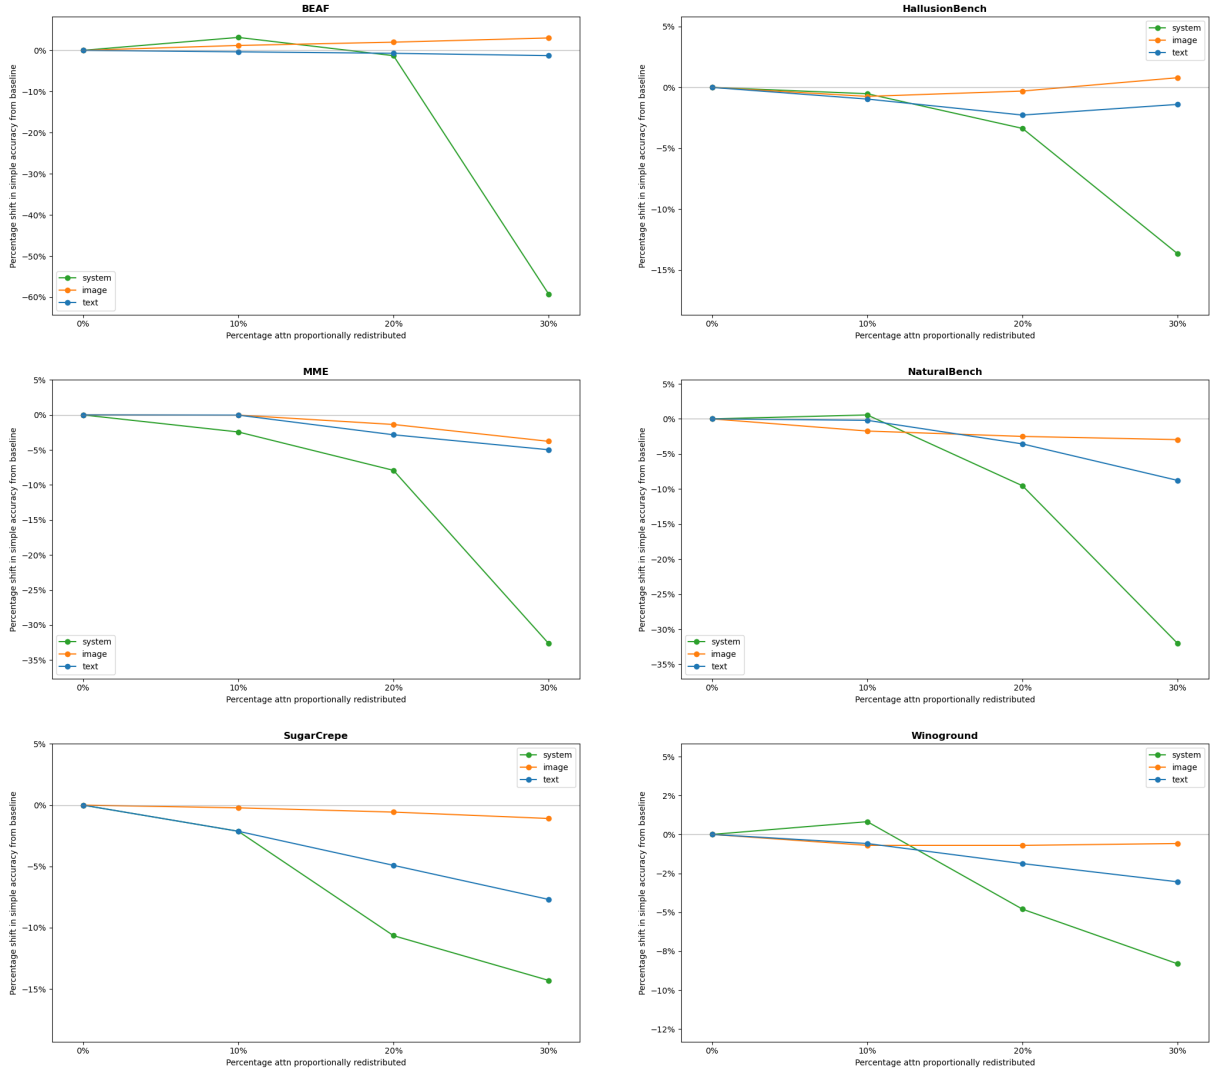 BEAF
Percentage shift in simple accuracy from baseline
0%
−10%
−20%
−30%
−40%
−50%
−60%
system
image
text
0% 10% 20% 30%
Percentage attn proportionally redistributed
HallusionBench
Percentage shift in simple accuracy from baseline
5%
0%
−5%
−10%
−15%
system
image
text
0% 10% 20% 30%
Percentage attn proportionally redistributed
MME
Percentage shift in simple accuracy from baseline
5%
0%
−5%
−10%
−15%
−20%
−25%
−30%
−35%
system
image
text
0% 10% 20% 30%
Percentage attn proportionally redistributed
NaturalBench
Percentage shift in simple accuracy from baseline
5%
0%
−5%
−10%
−15%
−20%
−25%
−30%
−35%
system
image
text
0% 10% 20% 30%
Percentage attn proportionally redistributed
SugarCrepe
Percentage shift in simple accuracy from baseline
5%
0%
−5%
−10%
−15%
system
image
text
0% 10% 20% 30%
Percentage attn proportionally redistributed
Winoground
Percentage shift in simple accuracy from baseline
5%
2%
0%
−2%
−5%
−8%
−10%
−12%
system
image
text
0% 10% 20% 30%
Percentage attn proportionally redistributed